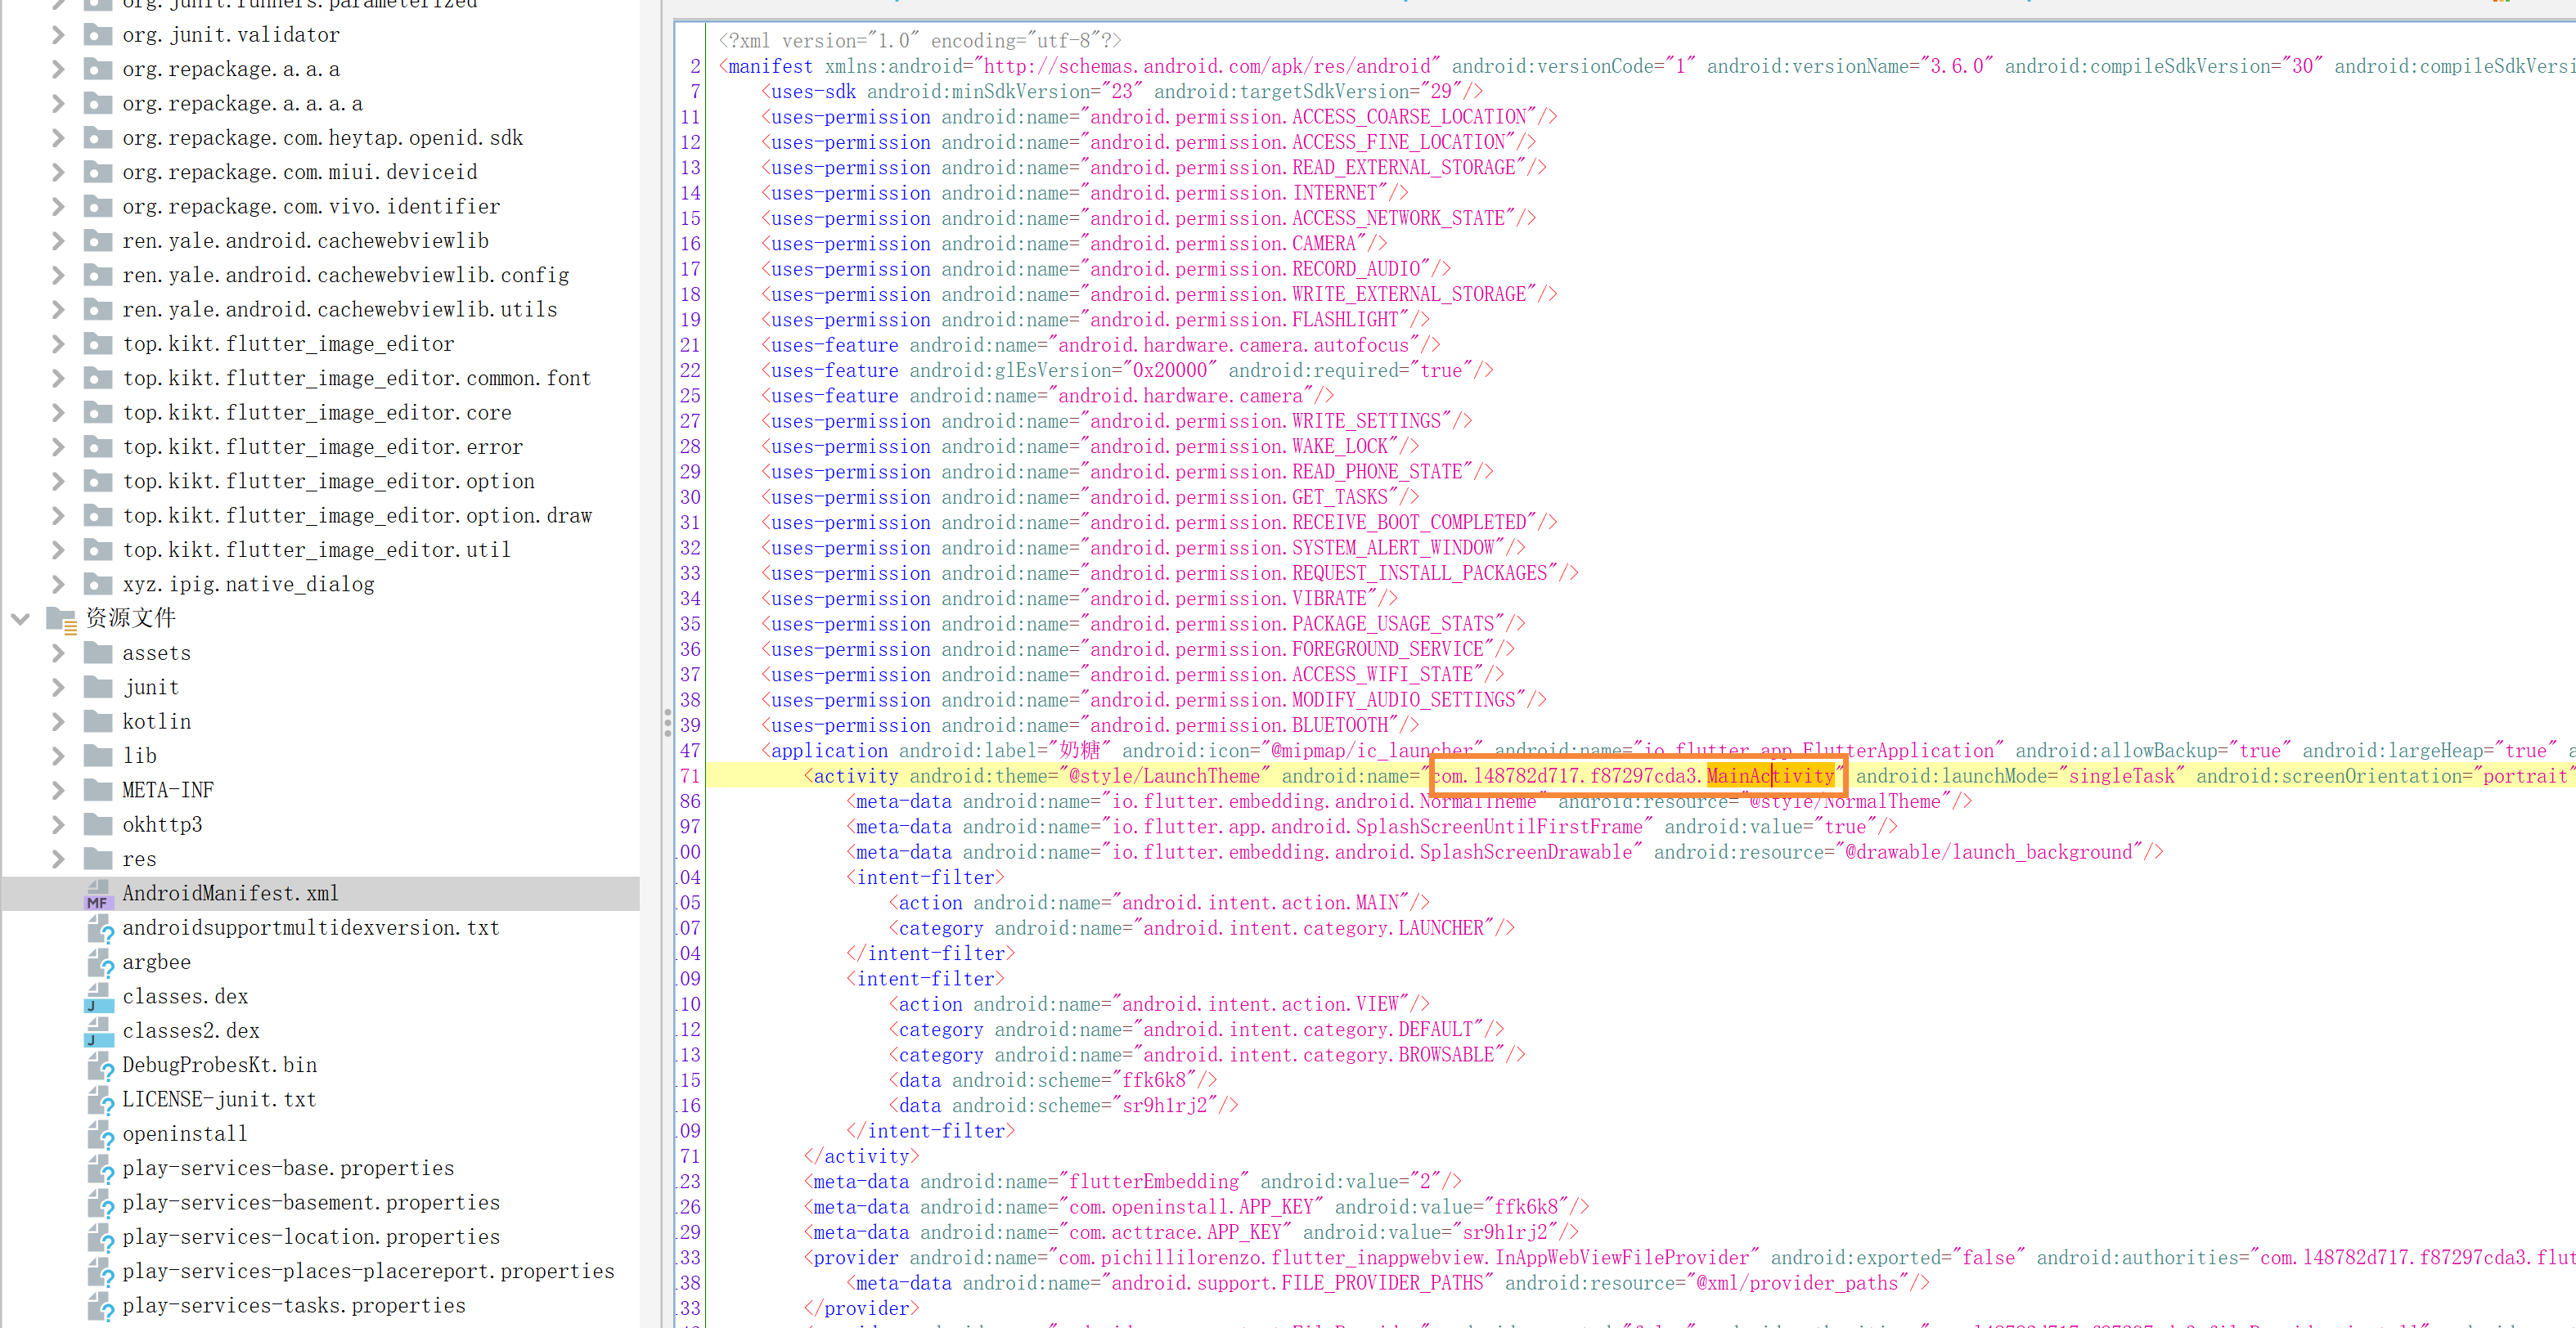 org.junit.runners.parameterized
org.junit.validator
org.repackage.a.a.a
org.repackage.a.a.a.a
org.repackage.com.heytap.openid.sdk
org.repackage.com.miui.deviceid
org.repackage.com.vivo.identifier
ren.yale.android.cachewebviewlib
ren.yale.android.cachewebviewlib.config
ren.yale.android.cachewebviewlib.utils
top.kikt.flutter_image_editor
top.kikt.flutter_image_editor.common.font
top.kikt.flutter_image_editor.core
top.kikt.flutter_image_editor.error
top.kikt.flutter_image_editor.option
top.kikt.flutter_image_editor.option.draw
top.kikt.flutter_image_editor.util
xyz.ipig.native_dialog
资源文件
assets
junit
kotlin
lib
META-INF
okhttp3
res
MF AndroidManifest.xml
androidsupportmultidexversion.txt
argbee
J classes.dex
J classes2.dex
DebugProbesKt.bin
LICENSE-junit.txt
openinstall
play-services-base.properties
play-services-basement.properties
play-services-location.properties
play-services-places-placereport.properties
play-services-tasks.properties
<?xml version="1.0" encoding="utf-8"?>
2 <manifest xmlns:android="http://schemas.android.com/apk/res/android" android:versionCode="1" android:versionName="3.6.0" android:compileSdkVersion="30" android:compileSdkVersi
7 <uses-sdk android:minSdkVersion="23" android:targetSdkVersion="29"/>
11 <uses-permission android:name="android.permission.ACCESS_COARSE_LOCATION"/>
12 <uses-permission android:name="android.permission.ACCESS_FINE_LOCATION"/>
13 <uses-permission android:name="android.permission.READ_EXTERNAL_STORAGE"/>
14 <uses-permission android:name="android.permission.INTERNET"/>
15 <uses-permission android:name="android.permission.ACCESS_NETWORK_STATE"/>
16 <uses-permission android:name="android.permission.CAMERA"/>
17 <uses-permission android:name="android.permission.RECORD_AUDIO"/>
18 <uses-permission android:name="android.permission.WRITE_EXTERNAL_STORAGE"/>
19 <uses-permission android:name="android.permission.FLASHLIGHT"/>
21 <uses-feature android:name="android.hardware.camera.autofocus"/>
22 <uses-feature android:glEsVersion="0x20000" android:required="true"/>
25 <uses-feature android:name="android.hardware.camera"/>
27 <uses-permission android:name="android.permission.WRITE_SETTINGS"/>
28 <uses-permission android:name="android.permission.WAKE_LOCK"/>
29 <uses-permission android:name="android.permission.READ_PHONE_STATE"/>
30 <uses-permission android:name="android.permission.GET_TASKS"/>
31 <uses-permission android:name="android.permission.RECEIVE_BOOT_COMPLETED"/>
32 <uses-permission android:name="android.permission.SYSTEM_ALERT_WINDOW"/>
33 <uses-permission android:name="android.permission.REQUEST_INSTALL_PACKAGES"/>
34 <uses-permission android:name="android.permission.VIBRATE"/>
35 <uses-permission android:name="android.permission.PACKAGE_USAGE_STATS"/>
36 <uses-permission android:name="android.permission.FOREGROUND_SERVICE"/>
37 <uses-permission android:name="android.permission.ACCESS_WIFI_STATE"/>
38 <uses-permission android:name="android.permission.MODIFY_AUDIO_SETTINGS"/>
39 <uses-permission android:name="android.permission.BLUETOOTH"/>
47 <application android:label="奶糖" android:icon="@mipmap/ic_launcher" android:name="io.flutter.app.FlutterApplication" android:allowBackup="true" android:largeHeap="true" a
71 <activity android:theme="@style/LaunchTheme" android:name="com.l48782d717.f87297cda3.MainActivity" android:launchMode="singleTask" android:screenOrientation="portrait"
86 <meta-data android:name="io.flutter.embedding.android.NormalTheme" android:resource="@style/NormalTheme"/>
97 <meta-data android:name="io.flutter.app.android.SplashScreenUntilFirstFrame" android:value="true"/>
00 <meta-data android:name="io.flutter.embedding.android.SplashScreenDrawable" android:resource="@drawable/launch_background"/>
04 <intent-filter>
05 <action android:name="android.intent.action.MAIN"/>
07 <category android:name="android.intent.category.LAUNCHER"/>
04 </intent-filter>
09 <intent-filter>
10 <action android:name="android.intent.action.VIEW"/>
12 <category android:name="android.intent.category.DEFAULT"/>
13 <category android:name="android.intent.category.BROWSABLE"/>
15 <data android:scheme="ffk6k8"/>
16 <data android:scheme="sr9h1rj2"/>
09 </intent-filter>
71 </activity>
23 <meta-data android:name="flutterEmbedding" android:value="2"/>
26 <meta-data android:name="com.openinstall.APP_KEY" android:value="ffk6k8"/>
29 <meta-data android:name="com.acttrace.APP_KEY" android:value="sr9h1rj2"/>
33 <provider android:name="com.pichillilorenzo.flutter_inappwebview.InAppWebViewFileProvider" android:exported="false" android:authorities="com.l48782d717.f87297cda3.flut
38 <meta-data android:name="android.support.FILE_PROVIDER_PATHS" android:resource="@xml/provider_paths"/>
33 </provider>